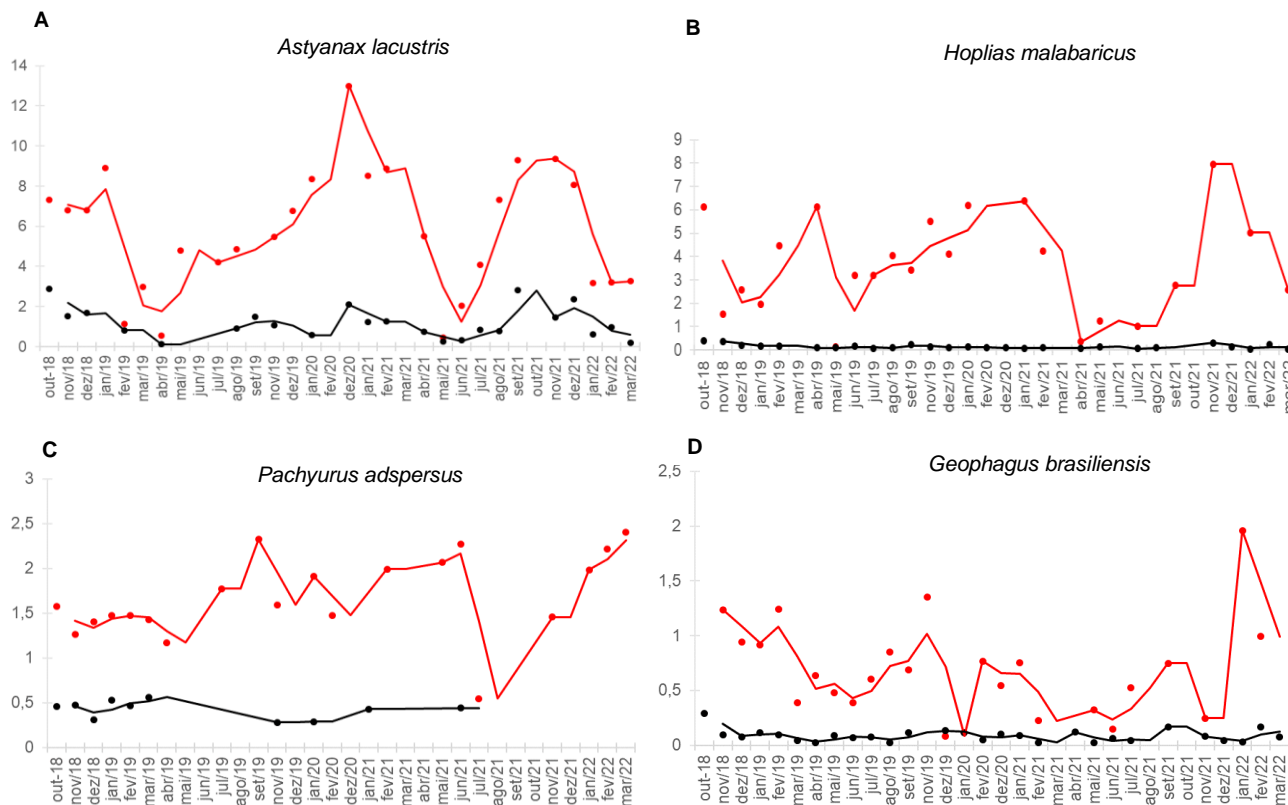 A
Astyanax lacustris
14
12
10
8
6
4
2
0
out-18
nov/18
dez/18
jan/19
fev/19
mar/19
abr/19
mai/19
jun/19
jul/19
ago/19
set/19
nov/19
dez/19
jan/20
fev/20
dez/20
jan/21
fev/21
mar/21
abr/21
mai/21
jun/21
jul/21
ago/21
set/21
out/21
nov/21
dez/21
jan/22
fev/22
mar/22
B
Hoplias malabaricus
9
8
7
6
5
4
3
2
1
0
out-18
nov/18
dez/18
jan/19
fev/19
mar/19
abr/19
mai/19
jun/19
jul/19
ago/19
set/19
nov/19
dez/19
jan/20
fev/20
dez/20
jan/21
fev/21
mar/21
abr/21
mai/21
jun/21
jul/21
ago/21
set/21
out/21
nov/21
dez/21
jan/22
fev/22
mar/22
C
Pachyurus adspersus
3
2,5
2
1,5
1
0,5
0
out-18
nov/18
dez/18
jan/19
fev/19
mar/19
abr/19
mai/19
jun/19
jul/19
ago/19
set/19
nov/19
dez/19
jan/20
fev/20
dez/20
jan/21
fev/21
mar/21
abr/21
mai/21
jun/21
jul/21
ago/21
set/21
out/21
nov/21
dez/21
jan/22
fev/22
mar/22
D
Geophagus brasiliensis
2,5
2
1,5
1
0,5
0
out-18
nov/18
dez/18
jan/19
fev/19
mar/19
abr/19
mai/19
jun/19
jul/19
ago/19
set/19
nov/19
dez/19
jan/20
fev/20
dez/20
jan/21
fev/21
mar/21
abr/21
mai/21
jun/21
jul/21
ago/21
set/21
out/21
nov/21
dez/21
jan/22
fev/22
mar/22